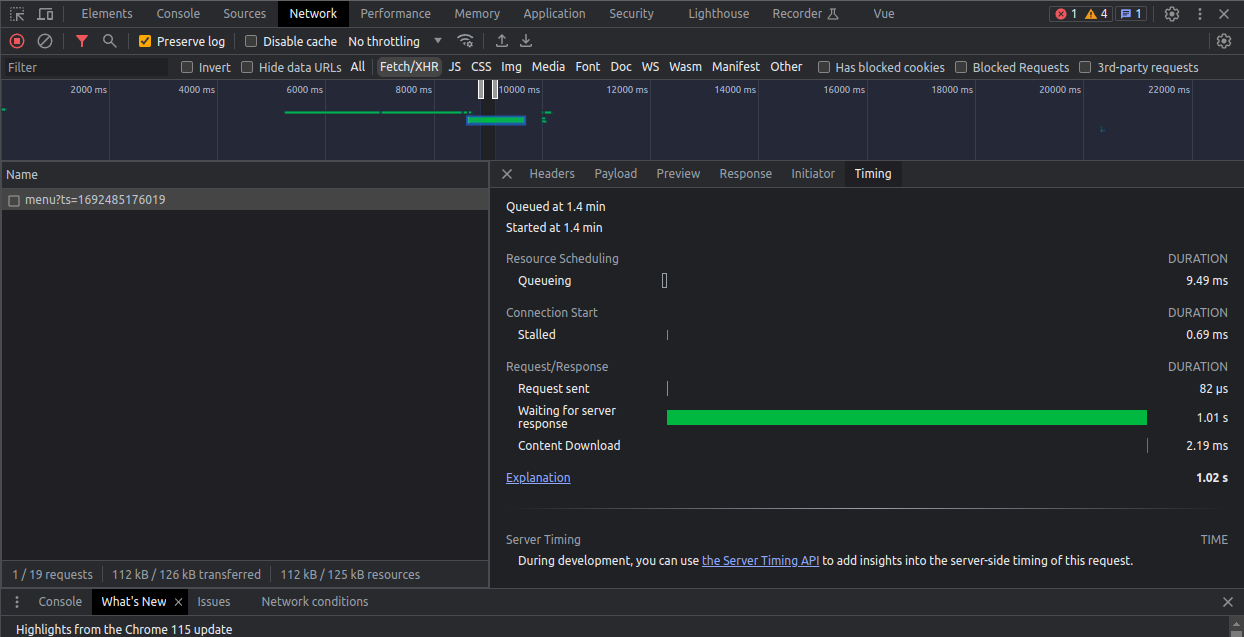 Elements Console Sources Network Performance Memory Application Security Lighthouse Recorder Vue 1 4 1
Preserve log Disable cache No throttling
Filter Invert Hide data URLs All Fetch/XHR JS CSS Img Media Font Doc WS Wasm Manifest Other Has blocked cookies Blocked Requests 3rd-party requests
2000 ms 4000 ms 6000 ms 8000 ms 10000 ms 12000 ms 14000 ms 16000 ms 18000 ms 20000 ms 22000 ms
Name
menu?ts=1692485176019
1 / 19 requests 112 kB / 126 kB transferred 112 kB / 125 kB resources
Headers Payload Preview Response Initiator Timing
Queued at 1.4 min
Started at 1.4 min
Resource Scheduling DURATION
Queueing 9.49 ms
Connection Start DURATION
Stalled 0.69 ms
Request/Response DURATION
Request sent 82 μs
Waiting for server
response 1.01 s
Content Download 2.19 ms
Explanation 1.02 s
Server Timing TIME
During development, you can use the Server Timing API to add insights into the server-side timing of this request.
Console What's New Issues Network conditions
Highlights from the Chrome 115 update